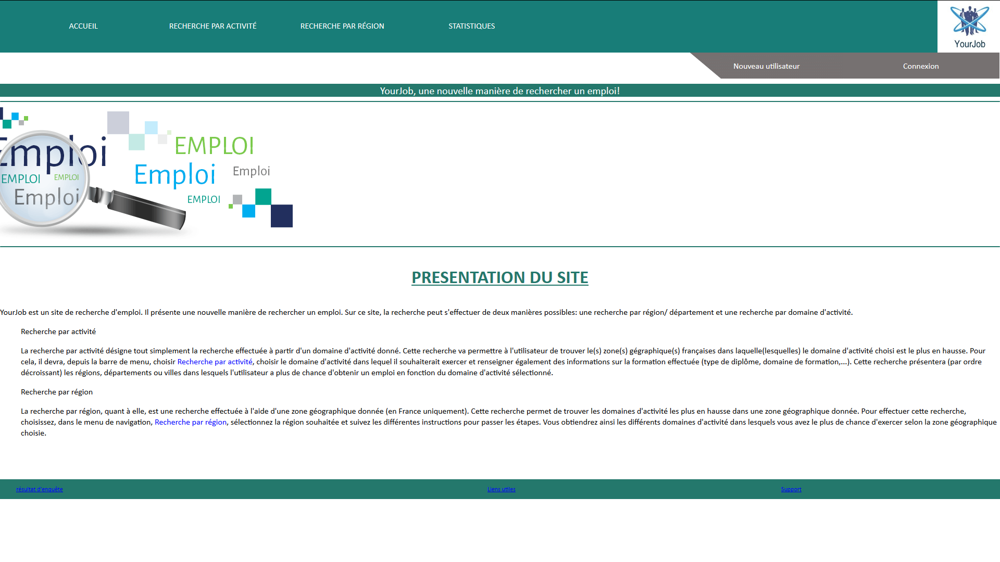 ACCUEIL
RECHERCHE PAR ACTIVITÉ
RECHERCHE PAR RÉGION
STATISTIQUES
YourJob
Nouveau utilisateur
Connexion
YourJob, une nouvelle manière de rechercher un emploi!
Emploi
EMPLOI
EMPLOI
Emploi
EMPLOI
Emploi
Emploi
EMPLOI
PRESENTATION DU SITE
YourJob est un site de recherche d'emploi. Il présente une nouvelle manière de rechercher un emploi. Sur ce site, la recherche peut s'effectuer de deux manières possibles: une recherche par région/ département et une recherche par domaine d'activité.
Recherche par activité
La recherche par activité désigne tout simplement la recherche effectuée à partir d'un domaine d'activité donné. Cette recherche va permettre à l'utilisateur de trouver le(s) zone(s) gégraphique(s) françaises dans laquelle(lesquelles) le domaine d'activité choisi est le plus en hausse. Pour
cela, il devra, depuis la barre de menu, choisir Recherche par activité, choisir le domaine d'activité dans lequel il souhaiterait exercer et renseigner également des informations sur la formation effectuée (type de diplôme, domaine de formation,...). Cette recherche présentera (par ordre
décroissant) les régions, départements ou villes dans lesquels l'utilisateur a plus de chance d'obtenir un emploi en fonction du domaine d'activité sélectionné.
Recherche par région
La recherche par région, quant à elle, est une recherche effectuée à l'aide d'une zone géographique donnée (en France uniquement). Cette recherche permet de trouver les domaines d'activité les plus en hausse dans une zone géographique donnée. Pour effectuer cette recherche,
choisissez, dans le menu de navigation, Recherche par région, sélectionnez la région souhaitée et suivez les différentes instructions pour passer les étapes. Vous obtiendrez ainsi les différents domaines d'activité dans lesquels vous avez le plus de chance d'exercer selon la zone géographique
choisie.
résultat d'enquête
Liens utiles
Support